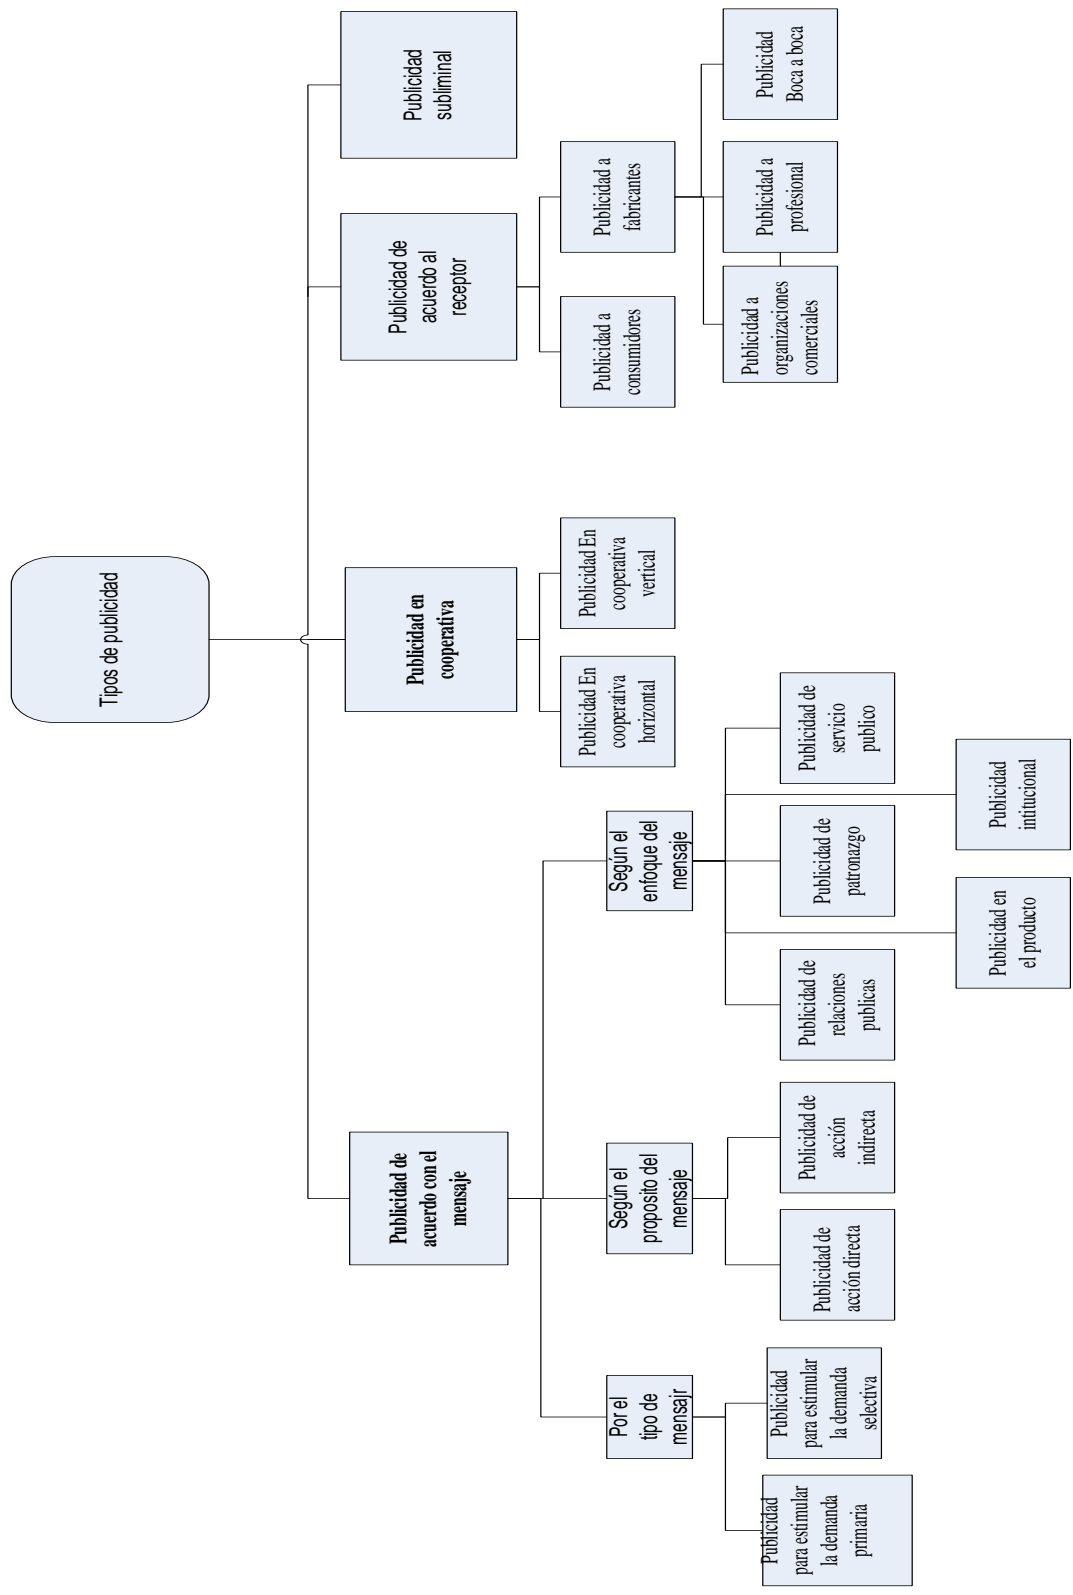 Tipos de publicidad
Publicidad de
acuerdo con el
mensaje
Publicidad en
cooperativa
Publicidad de
acuerdo al
receptor
Publicidad
subliminal
Por el
tipo de
mensajr
Según el
proposito del
mensaje
Según el
enfoque del
mensaje
Publicidad En
cooperativa
horizontal
Publicidad En
cooperativa
vertical
Publicidad a
consumidores
Publicidad a
fabricantes
Publicidad
para estimular
la demanda
primaria
Publicidad
para estimular
la demanda
selectiva
Publicidad de
acción directa
Publicidad de
acción
indirecta
Publicidad de
relaciones
publicas
Publicidad de
patronazgo
Publicidad de
servicio
publico
Publicidad a
organizaciones
comerciales
Publicidad a
profesional
Publicidad
Boca a boca
Publicidad en
el producto
Publicidad
intitucional